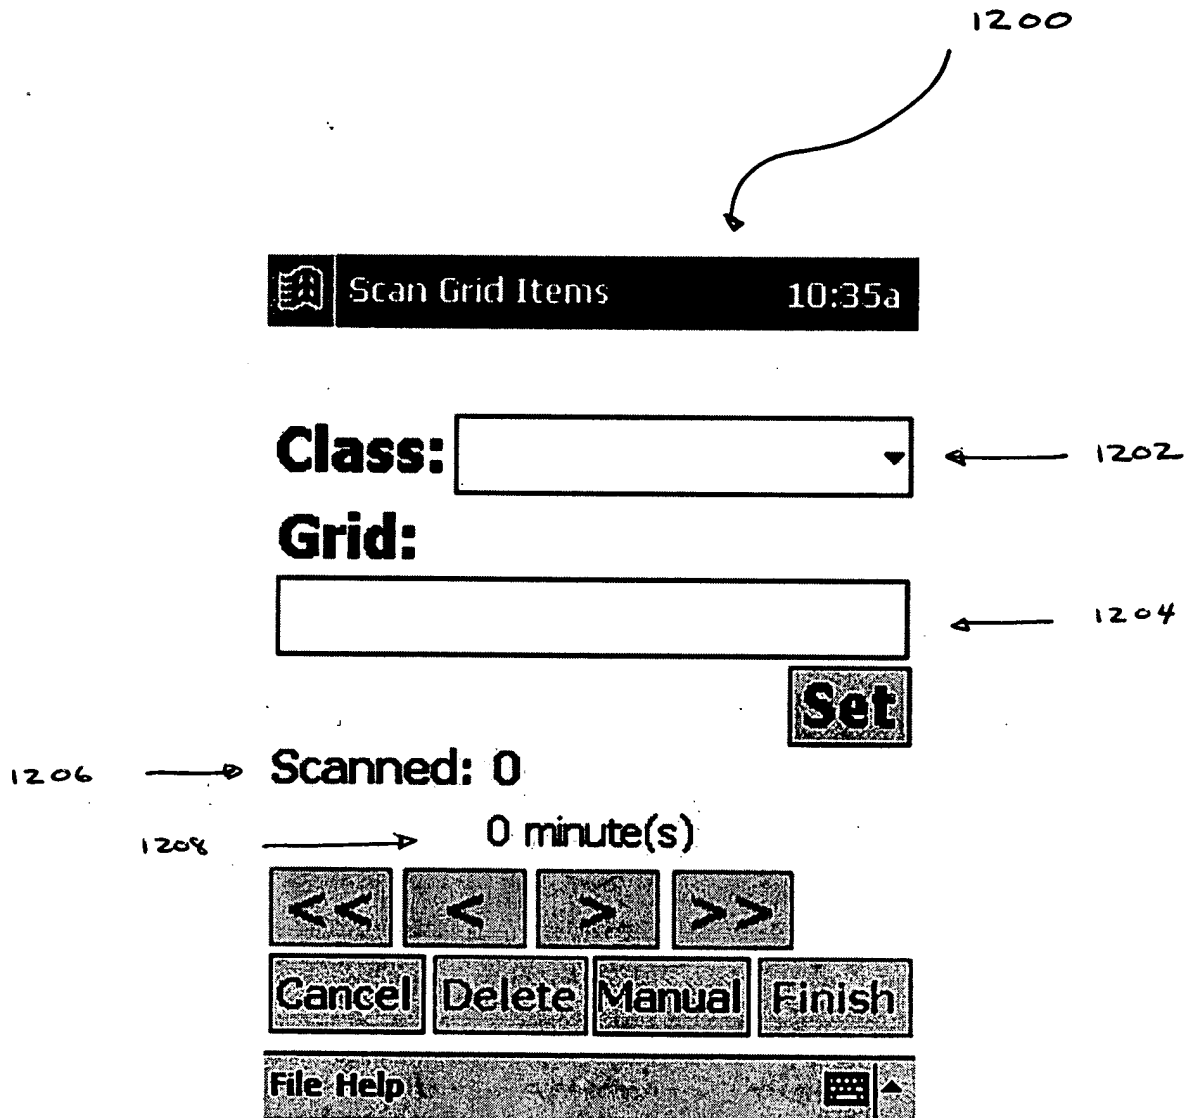 1200
Scan Grid Items 10:35a
Class:
1202
Grid:
1204
Set
1206 Scanned: 0
1208 0 minute(s)
<< < > >>
Cancel Delete Manual Finish
File Help